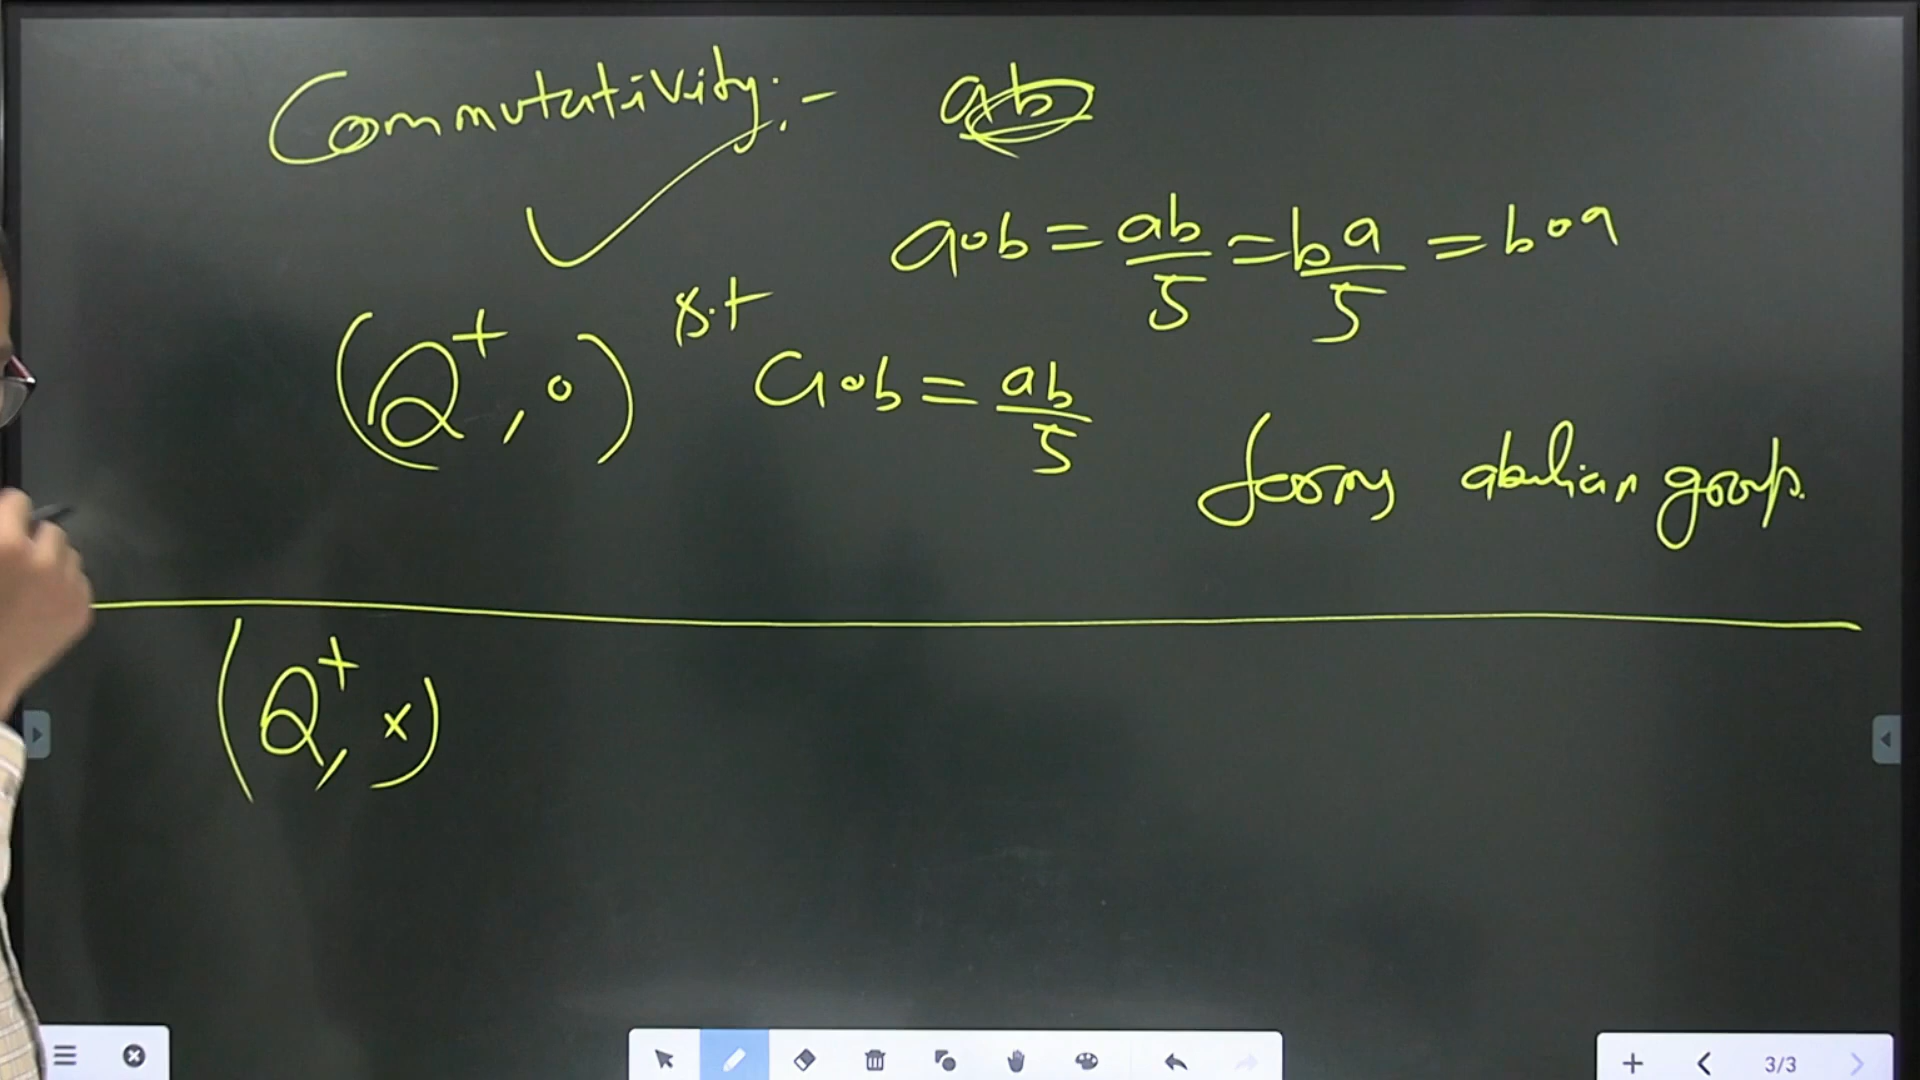 Commutativity:- ab
a∘b = ab/5 = ba/5 = b∘a
(Q⁺, ∘) s.t a∘b = ab/5
forms abelian group.
(Q⁺, ×)
3/3